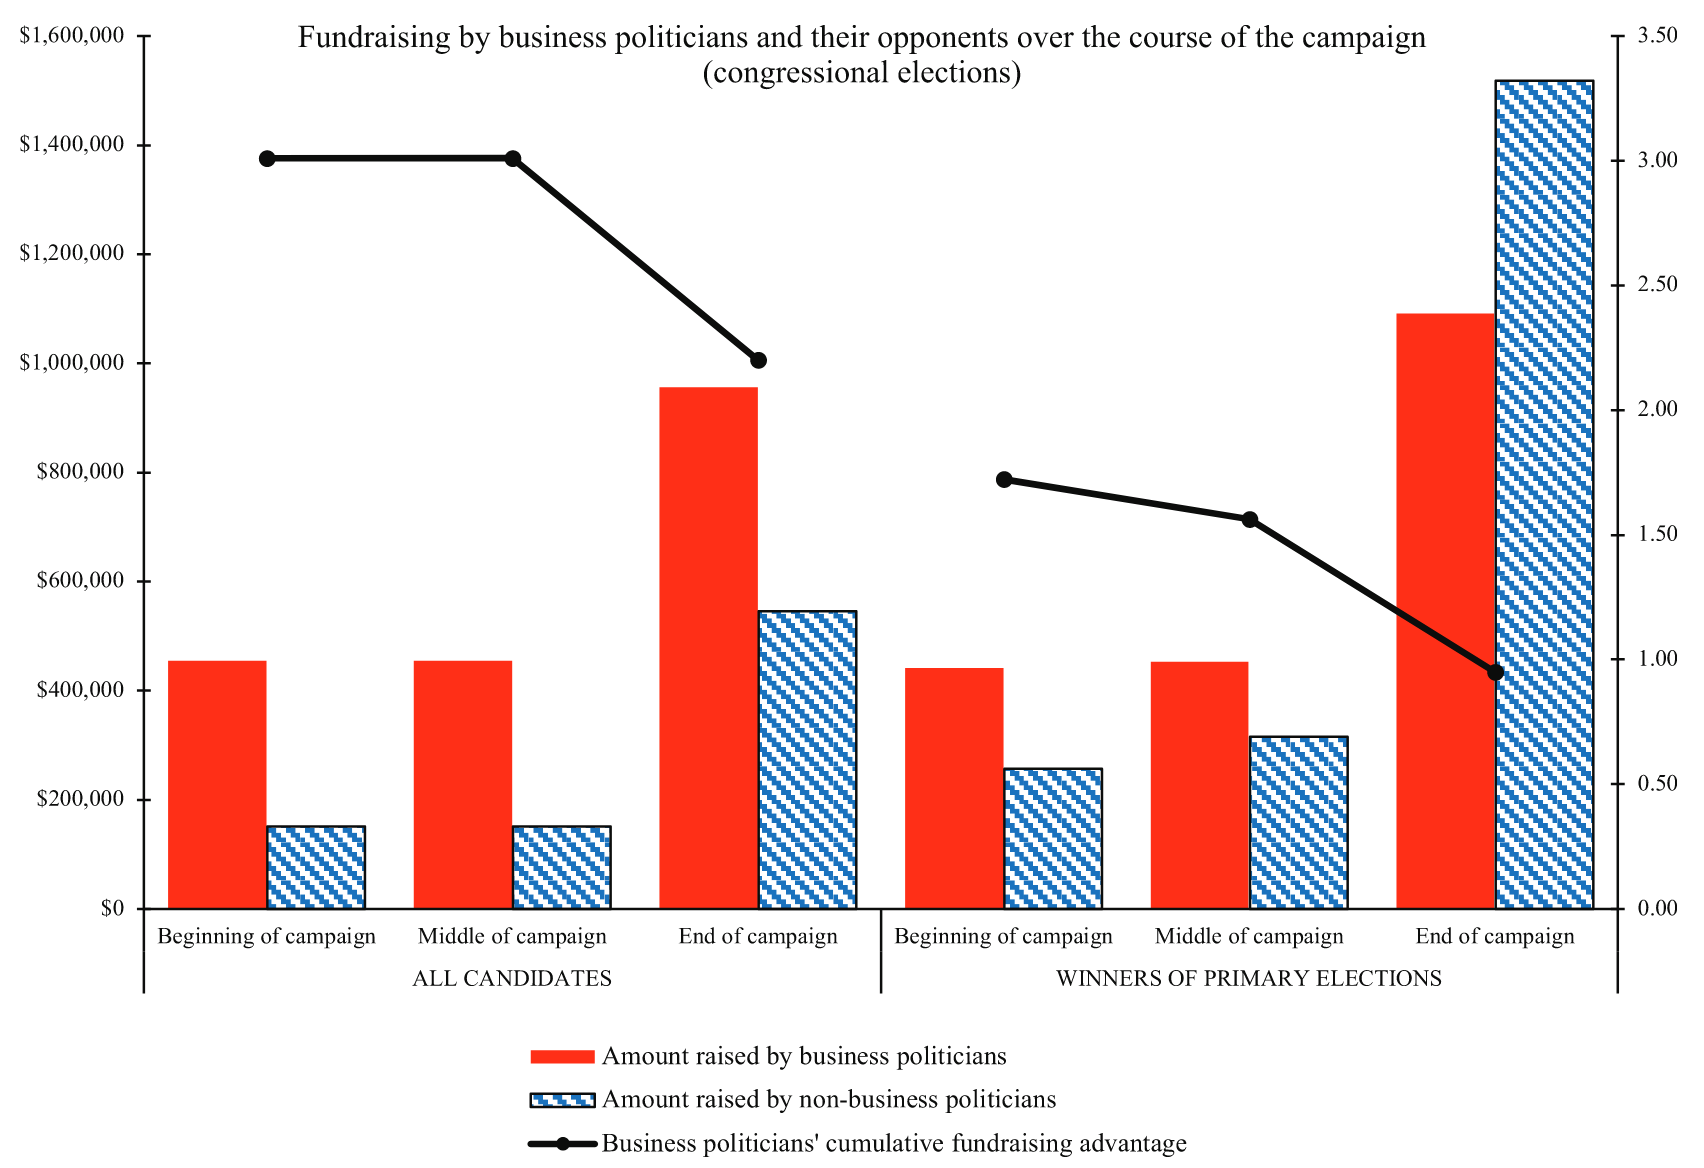 Fundraising by business politicians and their opponents over the course of the campaign
(congressional elections)
$1,600,000
$1,400,000
$1,200,000
$1,000,000
$800,000
$600,000
$400,000
$200,000
$0
3.50
3.00
2.50
2.00
1.50
1.00
0.50
0.00
Beginning of campaign
Middle of campaign
End of campaign
Beginning of campaign
Middle of campaign
End of campaign
ALL CANDIDATES
WINNERS OF PRIMARY ELECTIONS
Amount raised by business politicians
Amount raised by non-business politicians
Business politicians' cumulative fundraising advantage